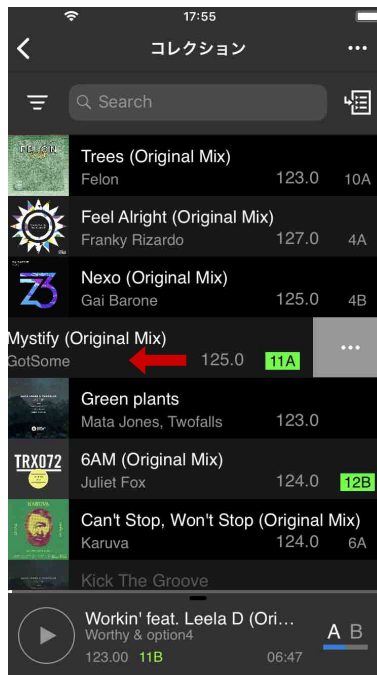 17:55
コレクション
Search
FELON
Trees (Original Mix)
Felon 123.0 10A
Feel Alright (Original Mix)
Franky Rizardo 127.0 4A
Nexo (Original Mix)
Gai Barone 125.0 4B
Mystify (Original Mix)
GotSome 125.0 11A
Green plants
Mata Jones, Twofalls 123.0
TRX072
6AM (Original Mix)
Juliet Fox 124.0 12B
KARUVA
Can't Stop, Won't Stop (Original Mix)
Karuva 124.0 6A
Kick The Groove
Workin' feat. Leela D (Ori...
Worthy & option4
A B
123.00 11B 06:47